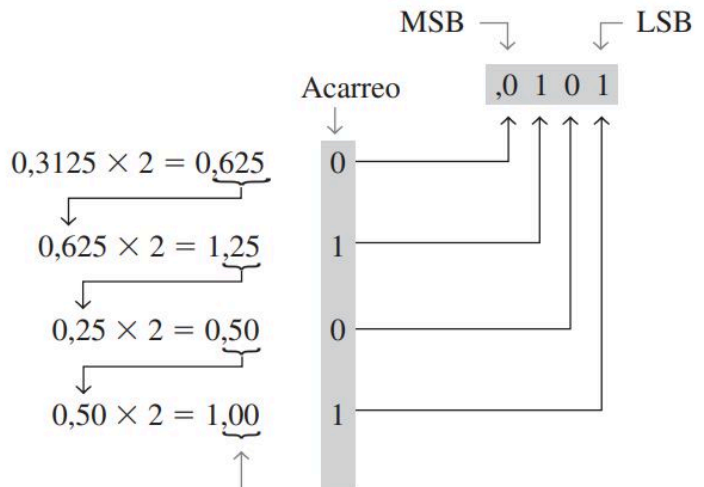 MSB LSB
Acarreo ,0 1 0 1
0,3125 × 2 = 0,625 0
0,625 × 2 = 1,25 1
0,25 × 2 = 0,50 0
0,50 × 2 = 1,00 1